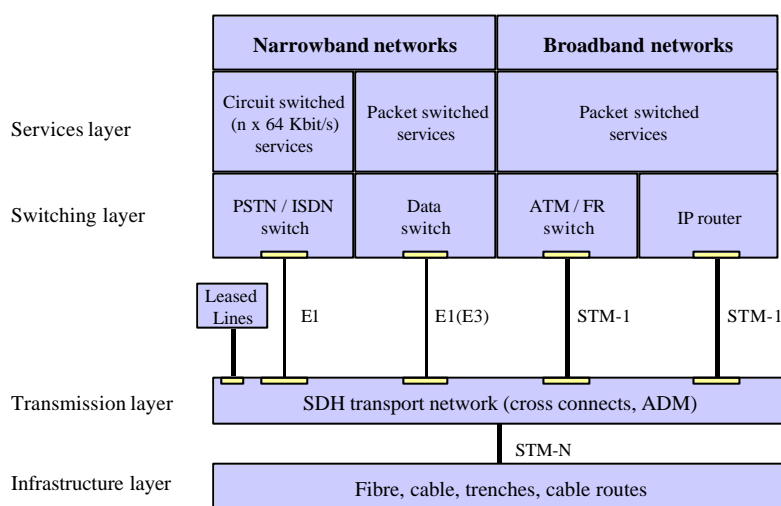 Narrowband networks
Broadband networks
Services layer
Circuit switched
(n x 64 Kbit/s)
services
Packet switched
services
Packet switched
services
Switching layer
PSTN / ISDN
switch
Data
switch
ATM / FR
switch
IP router
Leased
Lines
E1
E1(E3)
STM-1
STM-1
Transmission layer
SDH transport network (cross connects, ADM)
STM-N
Infrastructure layer
Fibre, cable, trenches, cable routes